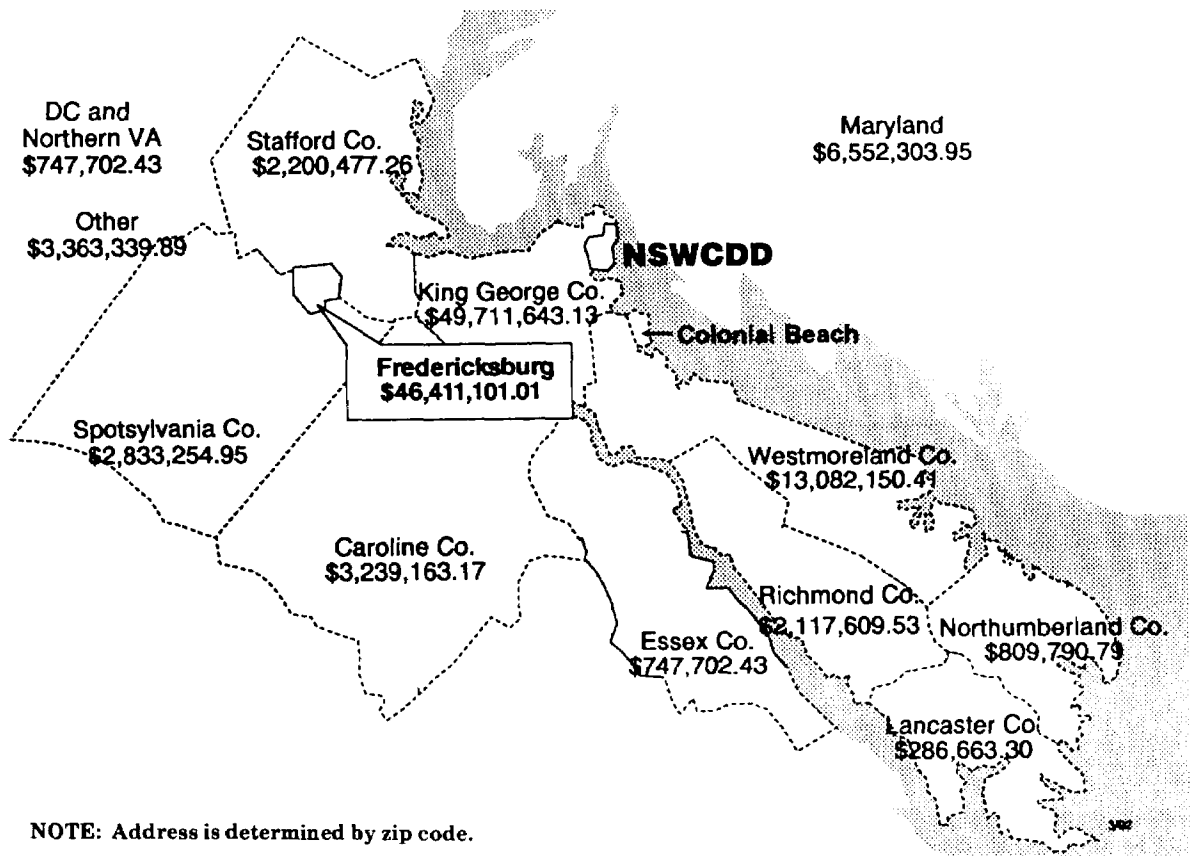 DC and
Northern VA
$747,702.43
Stafford Co.
$2,200,477.26
Maryland
$6,552,303.95
Other
$3,363,339.89
NSWCDD
King George Co.
$49,711,643.13
Colonial Beach
Fredericksburg
$46,411,101.01
Spotsylvania Co.
$2,833,254.95
Westmoreland Co.
$13,082,150.41
Caroline Co.
$3,239,163.17
Richmond Co.
$2,117,609.53
Northumberland Co.
$809,790.79
Essex Co.
$747,702.43
Lancaster Co
$286,663.30
NOTE: Address is determined by zip code.